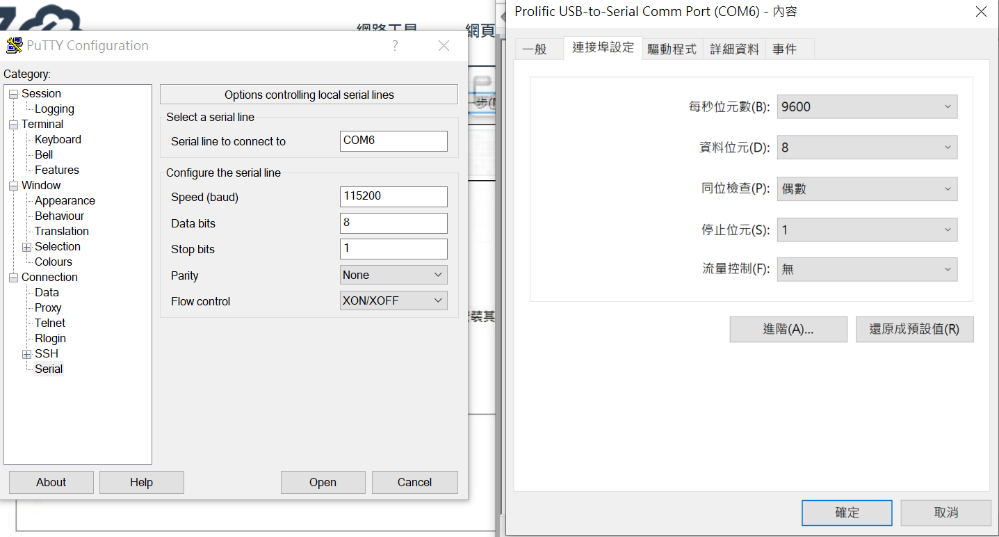 PuTTY Configuration
?
Category:
Session
Logging
Terminal
Keyboard
Bell
Features
Window
Appearance
Behaviour
Translation
Selection
Colours
Connection
Data
Proxy
Telnet
Rlogin
SSH
Serial
Options controlling local serial lines
Select a serial line
Serial line to connect to COM6
Configure the serial line
Speed (baud) 115200
Data bits 8
Stop bits 1
Parity None
Flow control XON/XOFF
About Help Open Cancel
網路工具 網頁
Prolific USB-to-Serial Comm Port (COM6) - 內容
一般 連接埠設定 驅動程式 詳細資料 事件
每秒位元數(B): 9600
資料位元(D): 8
同位檢查(P): 偶數
停止位元(S): 1
流量控制(F): 無
進階(A)... 還原成預設值(R)
確定 取消